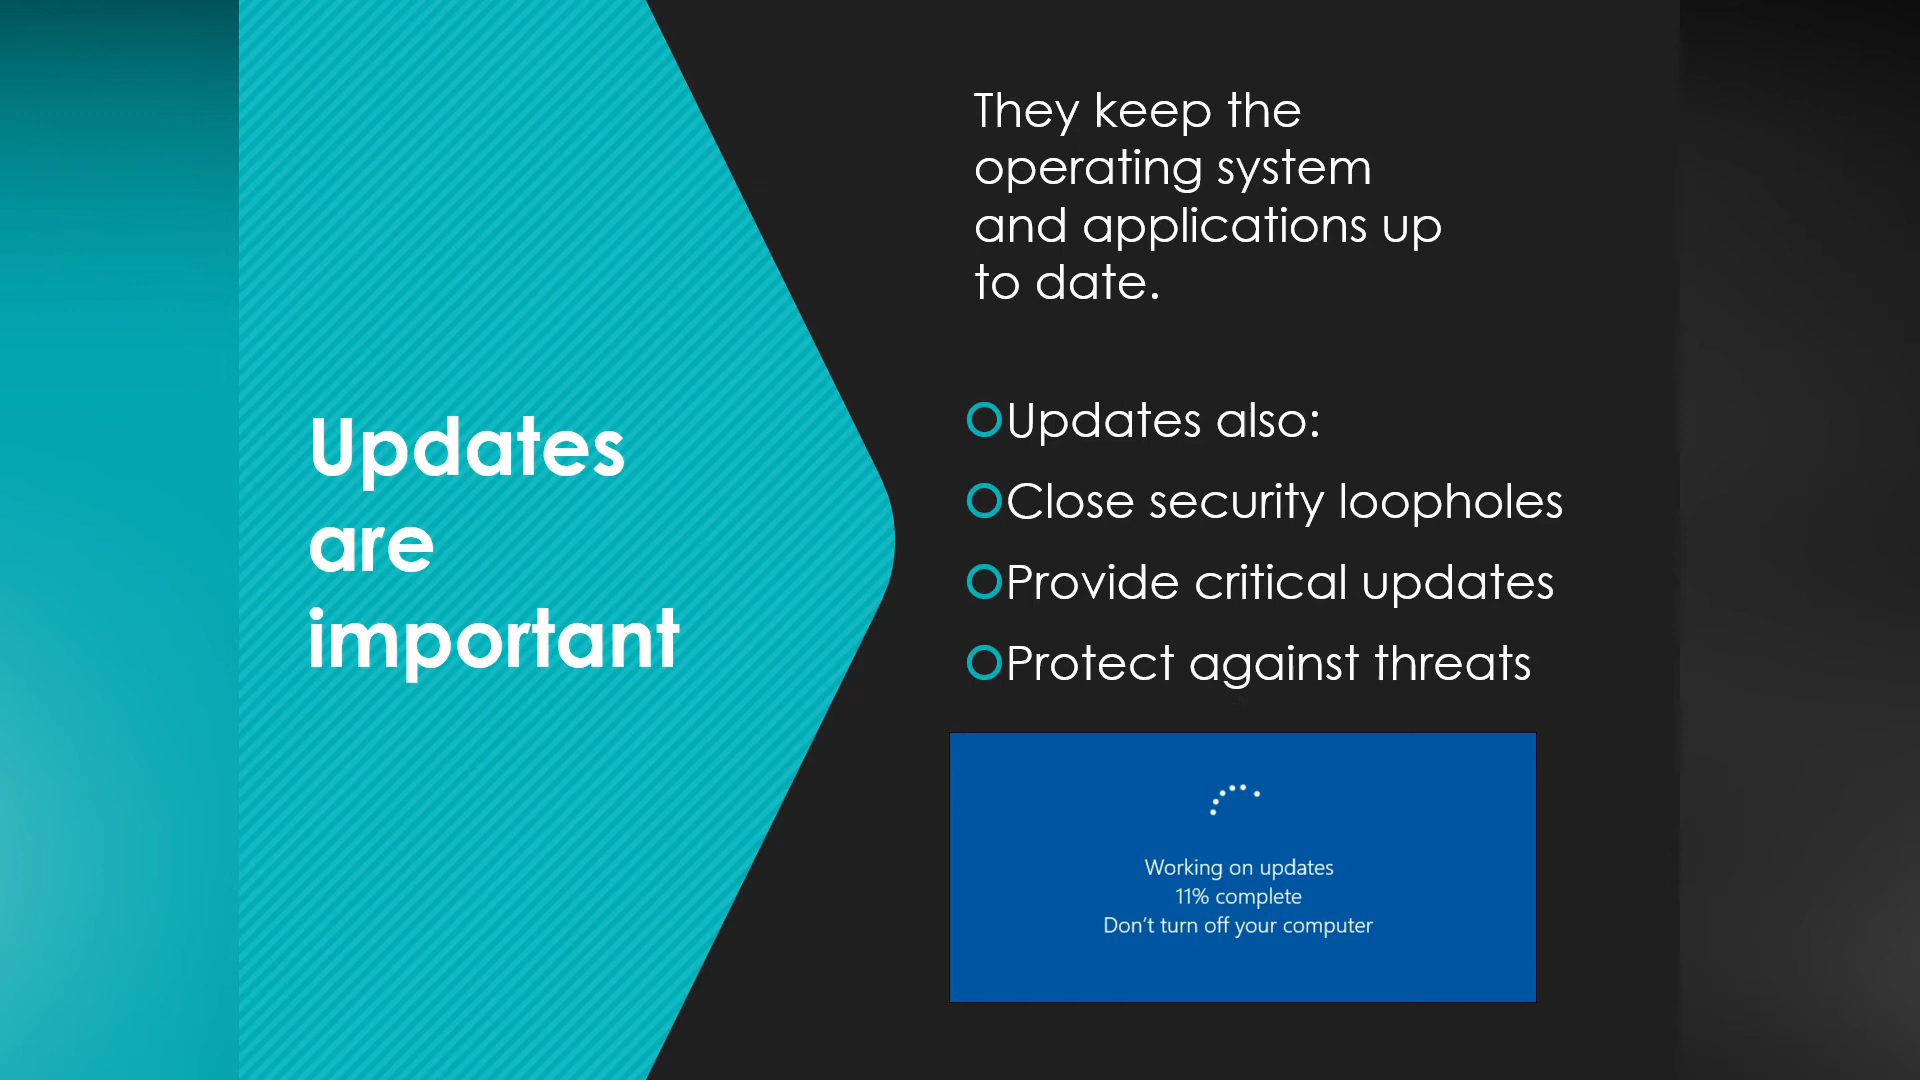 Updates
are
important
They keep the
operating system
and applications up
to date.
Updates also:
Close security loopholes
Provide critical updates
Protect against threats
Working on updates
11% complete
Don't turn off your computer